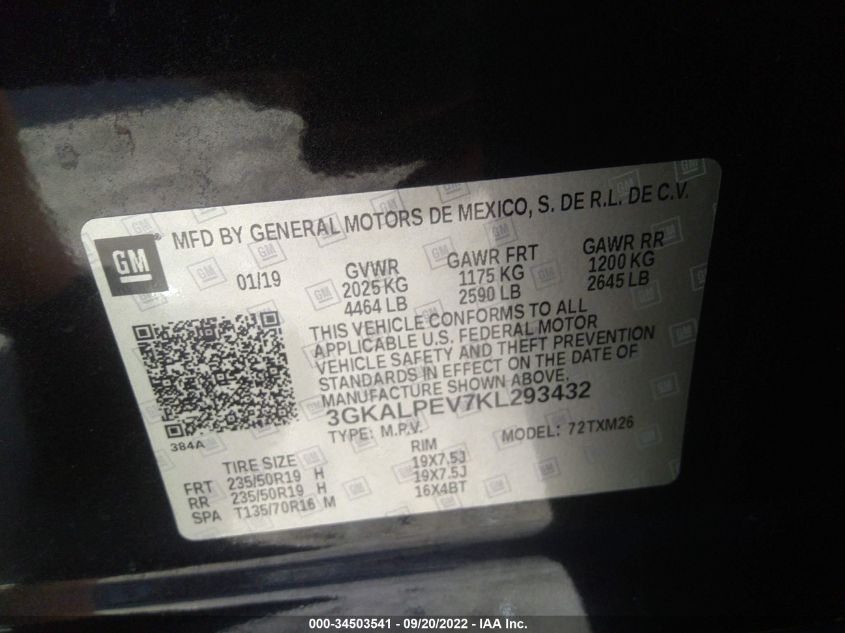 GM
MFD BY GENERAL MOTORS DE MEXICO, S. DE R.L. DE C.V.
01/19
GVWR
2025 KG
4464 LB
GAWR FRT
1175 KG
2590 LB
GAWR RR
1200 KG
2645 LB
THIS VEHICLE CONFORMS TO ALL
APPLICABLE U.S. FEDERAL MOTOR
VEHICLE SAFETY AND THEFT PREVENTION
STANDARDS IN EFFECT ON THE DATE OF
MANUFACTURE SHOWN ABOVE.
3GKALPEV7KL293432
384A
TYPE: M.P.V.
MODEL: 72TXM26
TIRE SIZE
RIM
FRT 235/50R19 H 19X7.5J
RR 235/50R19 H 19X7.5J
SPA T135/70R16 M 16X4BT
000-34503541 - 09/20/2022 - IAA Inc.